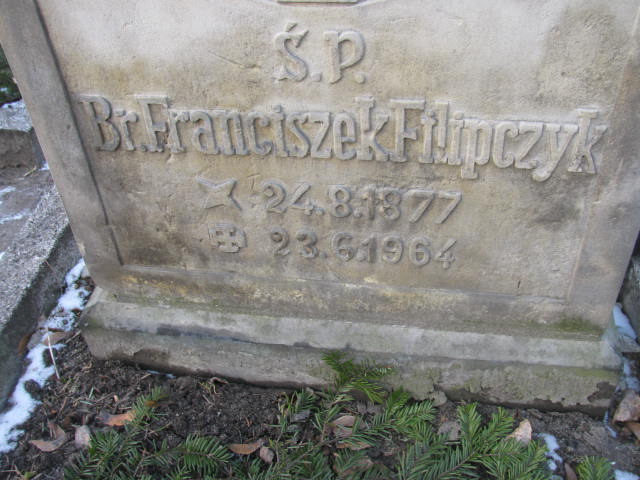 Ś.P.
Br. Franciszek Filipczyk
24.8.1877
23.6.1964